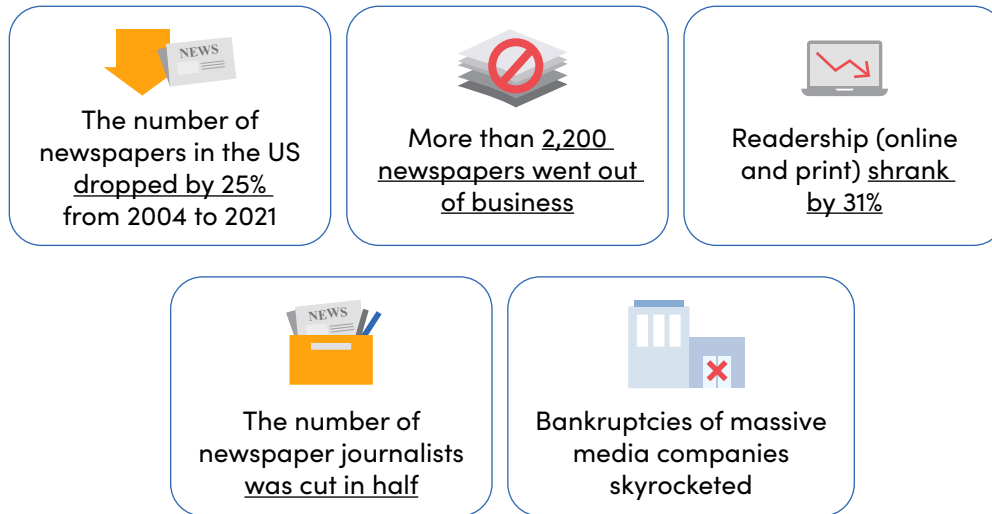 NEWS
The number of
newspapers in the US
dropped by 25%
from 2004 to 2021
More than 2,200
newspapers went out
of business
Readership (online
and print) shrank
by 31%
NEWS
The number of
newspaper journalists
was cut in half
Bankruptcies of massive
media companies
skyrocketed